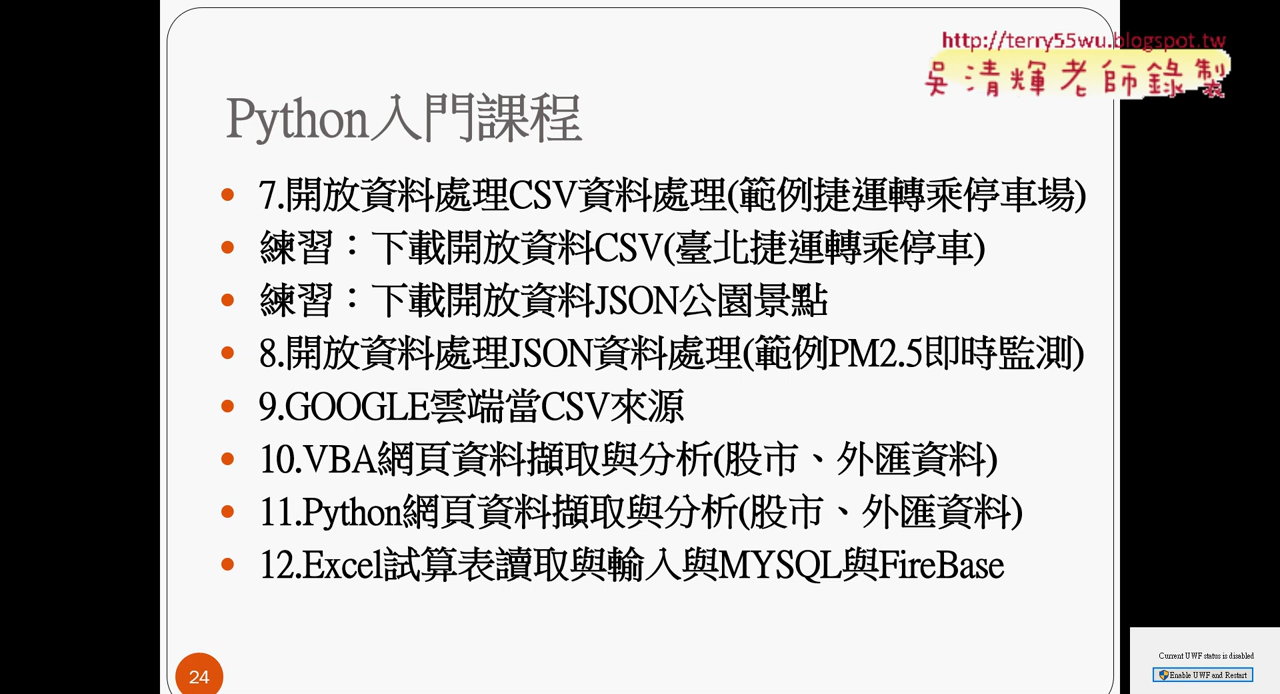 http://terry55wu.blogspot.tw
吳清輝老師錄製
Python入門課程
7.開放資料處理CSV資料處理(範例捷運轉乘停車場)
練習：下載開放資料CSV(臺北捷運轉乘停車)
練習：下載開放資料JSON公園景點
8.開放資料處理JSON資料處理(範例PM2.5即時監測)
9.GOOGLE雲端當CSV來源
10.VBA網頁資料擷取與分析(股市、外匯資料)
11.Python網頁資料擷取與分析(股市、外匯資料)
12.Excel試算表讀取與輸入與MYSQL與FireBase
24
Current UWF status is disabled
Enable UWF and Restart